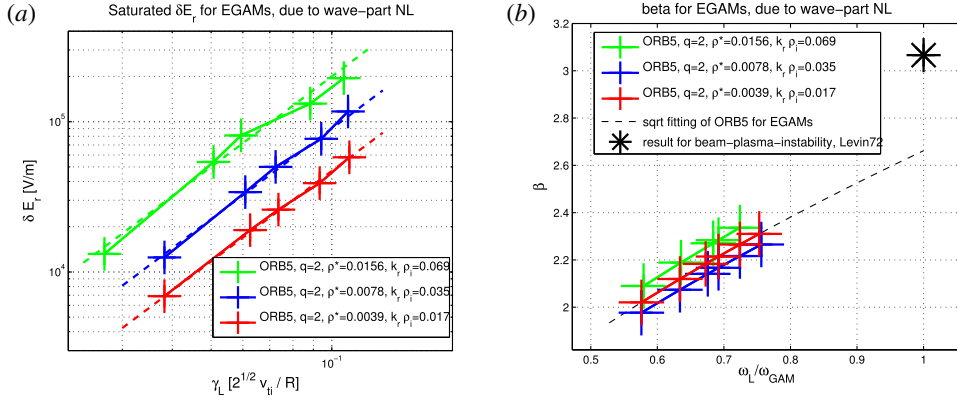 (a)
Saturated δE_r for EGAMs, due to wave-part NL
δ E_r [V/m]
10^5
10^4
ORB5, q=2, ρ*=0.0156, k_r ρ_i=0.069
ORB5, q=2, ρ*=0.0078, k_r ρ_i=0.035
ORB5, q=2, ρ*=0.0039, k_r ρ_i=0.017
10^-1
γ_L [2^1/2 v_ti / R]
(b)
beta for EGAMs, due to wave-part NL
β
3.2
3
2.8
2.6
2.4
2.2
2
ORB5, q=2, ρ*=0.0156, k_r ρ_i=0.069
ORB5, q=2, ρ*=0.0078, k_r ρ_i=0.035
ORB5, q=2, ρ*=0.0039, k_r ρ_i=0.017
sqrt fitting of ORB5 for EGAMs
result for beam-plasma-instability, Levin72
0.5 0.6 0.7 0.8 0.9 1
ω_L/ω_GAM